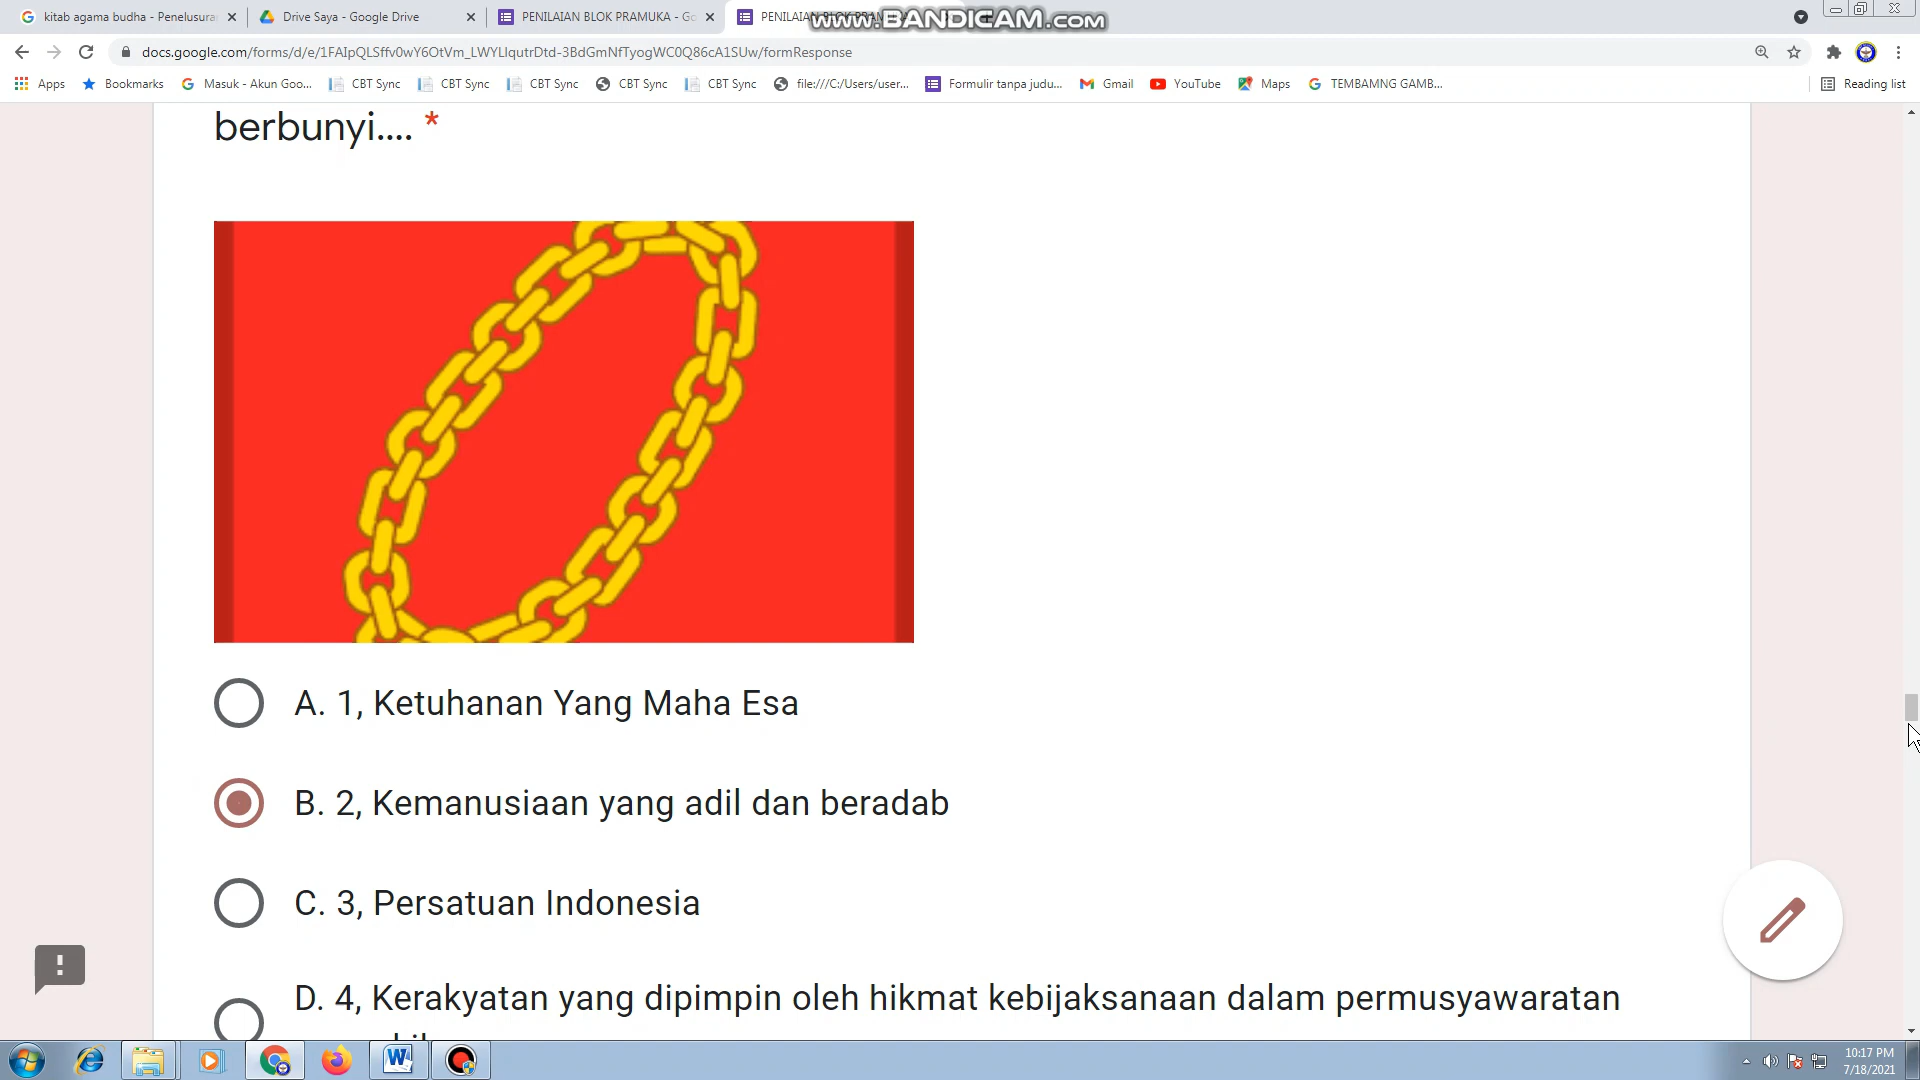 kitab agama budha - Penelusura
Drive Saya - Google Drive
PENILAIAN BLOK PRAMUKA - Go
PENILAIAN BLOK PRAMUKA
www.BANDICAM.com
docs.google.com/forms/d/e/1FAIpQLSffv0wY6OtVm_LWYLlqutrDtd-3BdGmNfTyogWC0Q86cA1SUw/formResponse
Apps Bookmarks Masuk - Akun Goo... CBT Sync CBT Sync CBT Sync CBT Sync CBT Sync file:///C:/Users/user... Formulir tanpa judu... Gmail YouTube Maps TEMBAMNG GAMB... Reading list
berbunyi.... *
A. 1, Ketuhanan Yang Maha Esa
B. 2, Kemanusiaan yang adil dan beradab
C. 3, Persatuan Indonesia
D. 4, Kerakyatan yang dipimpin oleh hikmat kebijaksanaan dalam permusyawaratan
10:17 PM
7/18/2021